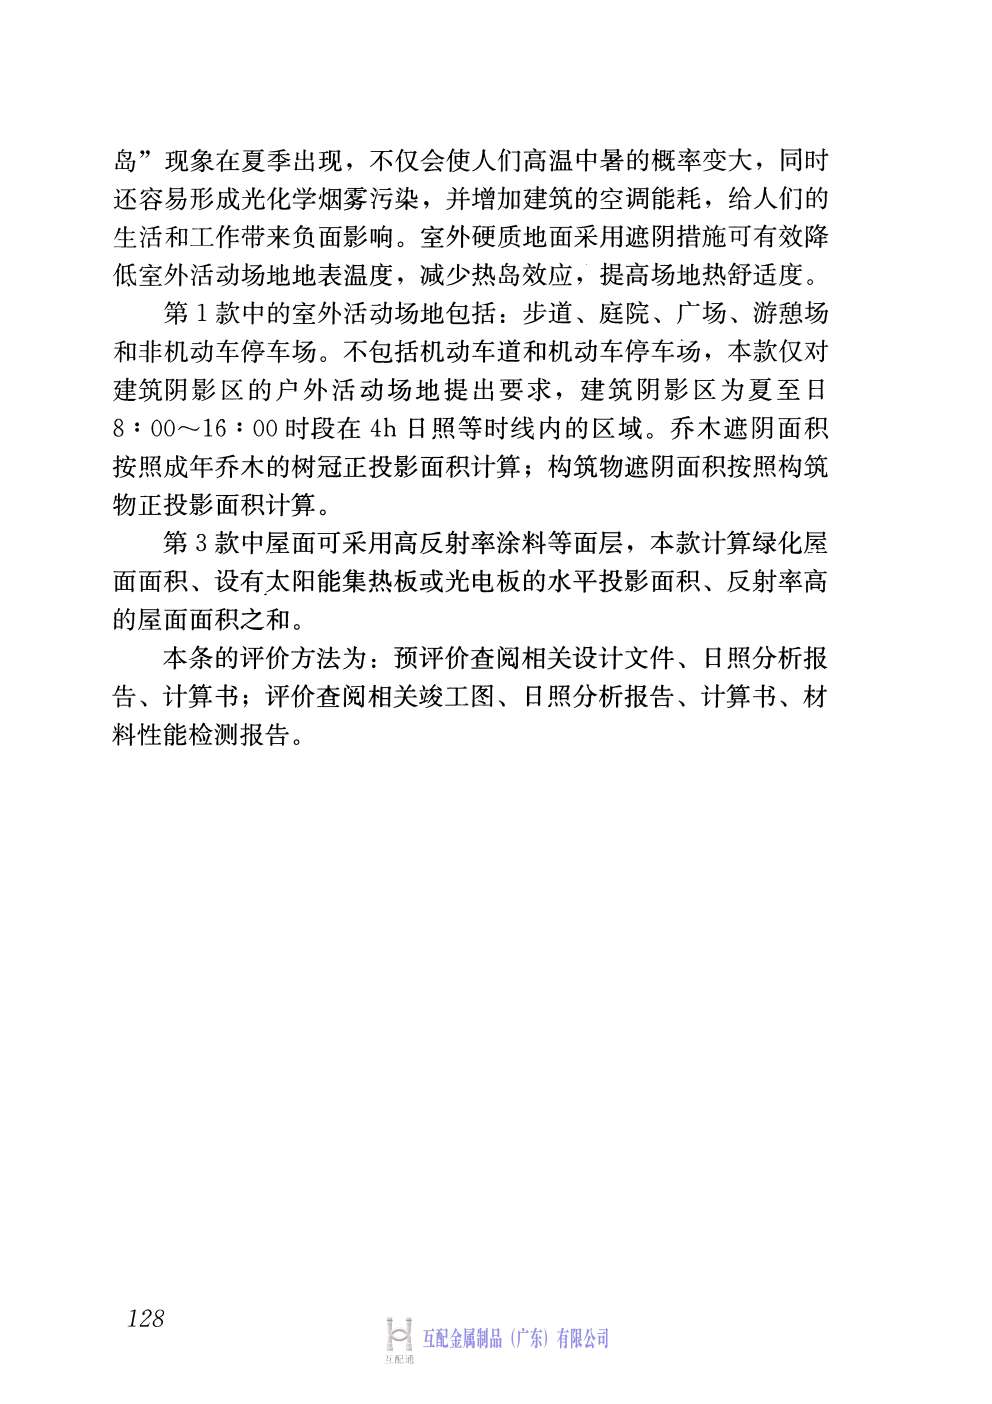 岛”现象在夏季出现，不仅会使人们高温中暑的概率变大，同时
还容易形成光化学烟雾污染，并增加建筑的空调能耗，给人们的
生活和工作带来负面影响。室外硬质地面采用遮阴措施可有效降
低室外活动场地地表温度，减少热岛效应，提高场地热舒适度。
第 1 款中的室外活动场地包括：步道、庭院、广场、游憩场
和非机动车停车场。不包括机动车道和机动车停车场，本款仅对
建筑阴影区的户外活动场地提出要求，建筑阴影区为夏至日
8：00～16：00 时段在 4h 日照等时线内的区域。乔木遮阴面积
按照成年乔木的树冠正投影面积计算；构筑物遮阴面积按照构筑
物正投影面积计算。
第 3 款中屋面可采用高反射率涂料等面层，本款计算绿化屋
面面积、设有太阳能集热板或光电板的水平投影面积、反射率高
的屋面面积之和。
本条的评价方法为：预评价查阅相关设计文件、日照分析报
告、计算书；评价查阅相关竣工图、日照分析报告、计算书、材
料性能检测报告。
128
互配金属制品（广东）有限公司
互配通